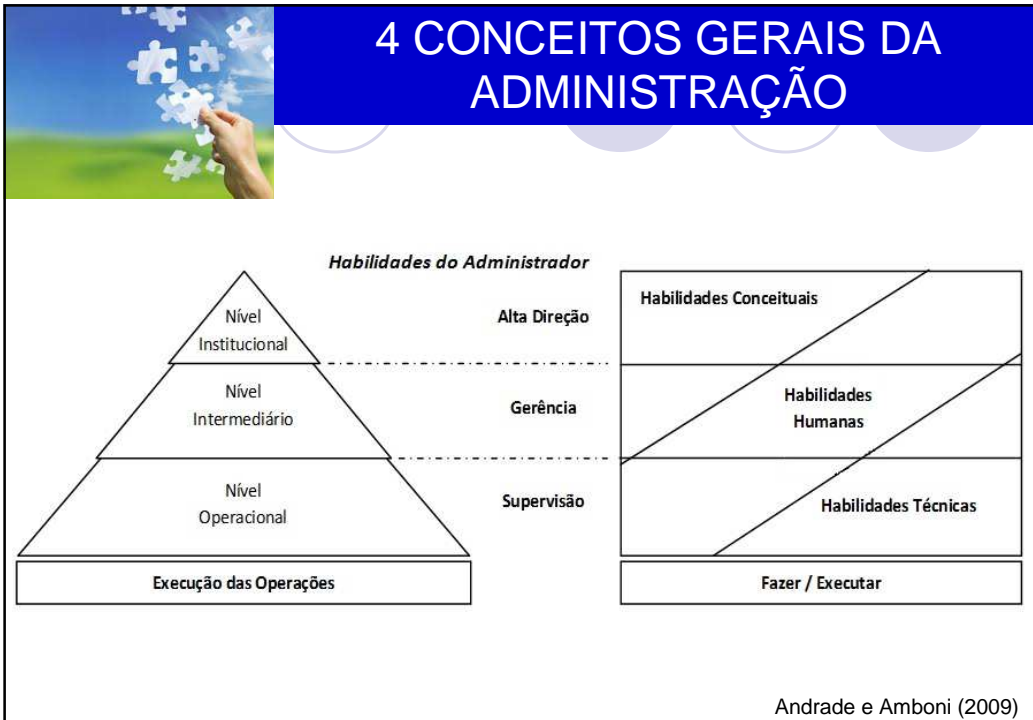 4 CONCEITOS GERAIS DA
ADMINISTRAÇÃO
Habilidades do Administrador
Nível
Institucional
Alta Direção
Habilidades Conceituais
Nível
Intermediário
Gerência
Habilidades
Humanas
Nível
Operacional
Supervisão
Habilidades Técnicas
Execução das Operações
Fazer / Executar
Andrade e Amboni (2009)